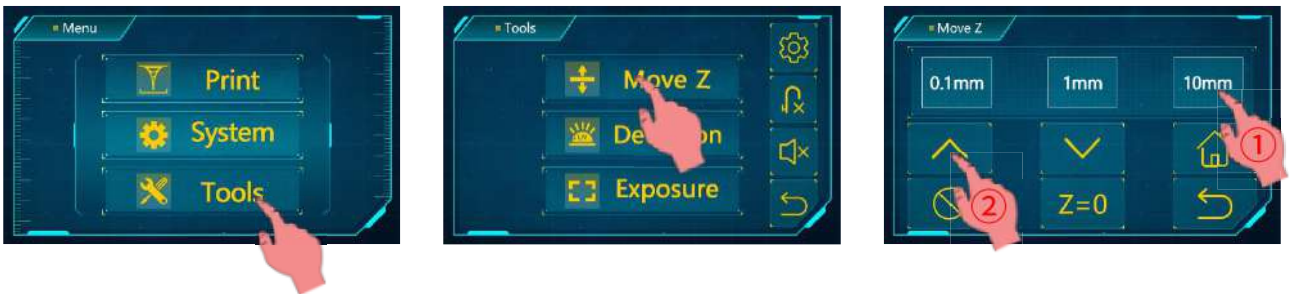 Menu
Print
System
Tools
Tools
Move Z
Exposure
Move Z
0.1mm
1mm
10mm
①
②
Z=0